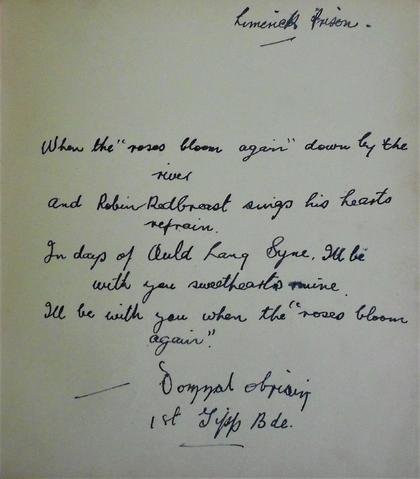 Limerick Prison.
When the "roses bloom again" down by the
river
and Robin Redbreast sings his hearts
refrain.
In days of Auld Lang Syne, I'll be
with you sweethearts mine.
I'll be with you when the "roses bloom
again".
Domnal obriain
1st Tipp Bde.